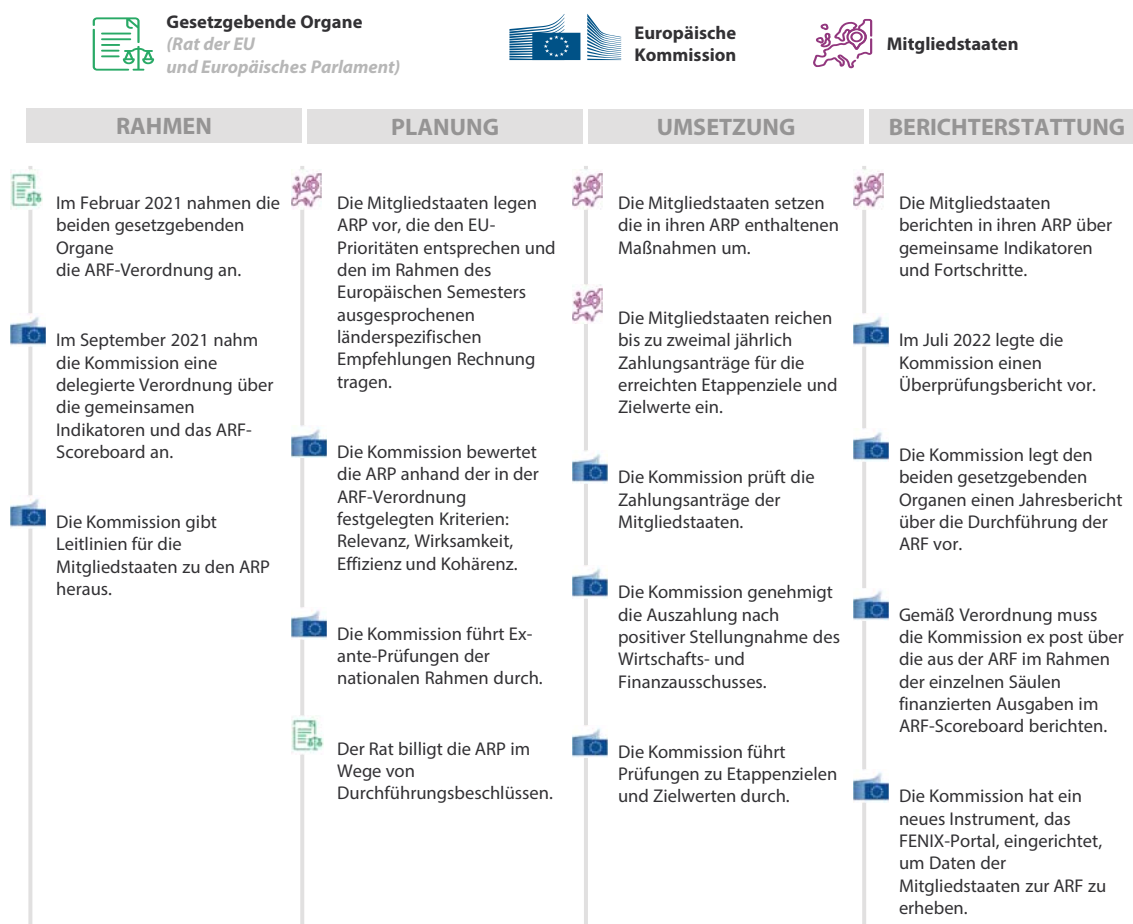 Gesetzgebende Organe
(Rat der EU
und Europäisches Parlament)
Europäische
Kommission
Mitgliedstaaten
RAHMEN
PLANUNG
UMSETZUNG
BERICHTERSTATTUNG
Im Februar 2021 nahmen die
beiden gesetzgebenden
Organe
die ARF-Verordnung an.
Im September 2021 nahm
die Kommission eine
delegierte Verordnung über
die gemeinsamen
Indikatoren und das ARF-
Scoreboard an.
Die Kommission gibt
Leitlinien für die
Mitgliedstaaten zu den ARP
heraus.
Die Mitgliedstaaten legen
ARP vor, die den EU-
Prioritäten entsprechen und
den im Rahmen des
Europäischen Semesters
ausgesprochenen
länderspezifischen
Empfehlungen Rechnung
tragen.
Die Kommission bewertet
die ARP anhand der in der
ARF-Verordnung
festgelegten Kriterien:
Relevanz, Wirksamkeit,
Effizienz und Kohärenz.
Die Kommission führt Ex-
ante-Prüfungen der
nationalen Rahmen durch.
Der Rat billigt die ARP im
Wege von
Durchführungsbeschlüssen.
Die Mitgliedstaaten setzen
die in ihren ARP enthaltenen
Maßnahmen um.
Die Mitgliedstaaten reichen
bis zu zweimal jährlich
Zahlungsanträge für die
erreichten Etappenziele und
Zielwerte ein.
Die Kommission prüft die
Zahlungsanträge der
Mitgliedstaaten.
Die Kommission genehmigt
die Auszahlung nach
positiver Stellungnahme des
Wirtschafts- und
Finanzausschusses.
Die Kommission führt
Prüfungen zu Etappenzielen
und Zielwerten durch.
Die Mitgliedstaaten
berichten in ihren ARP über
gemeinsame Indikatoren
und Fortschritte.
Im Juli 2022 legte die
Kommission einen
Überprüfungsbericht vor.
Die Kommission legt den
beiden gesetzgebenden
Organen einen Jahresbericht
über die Durchführung der
ARF vor.
Gemäß Verordnung muss
die Kommission ex post über
die aus der ARF im Rahmen
der einzelnen Säulen
finanzierten Ausgaben im
ARF-Scoreboard berichten.
Die Kommission hat ein
neues Instrument, das
FENIX-Portal, eingerichtet,
um Daten der
Mitgliedstaaten zur ARF zu
erheben.